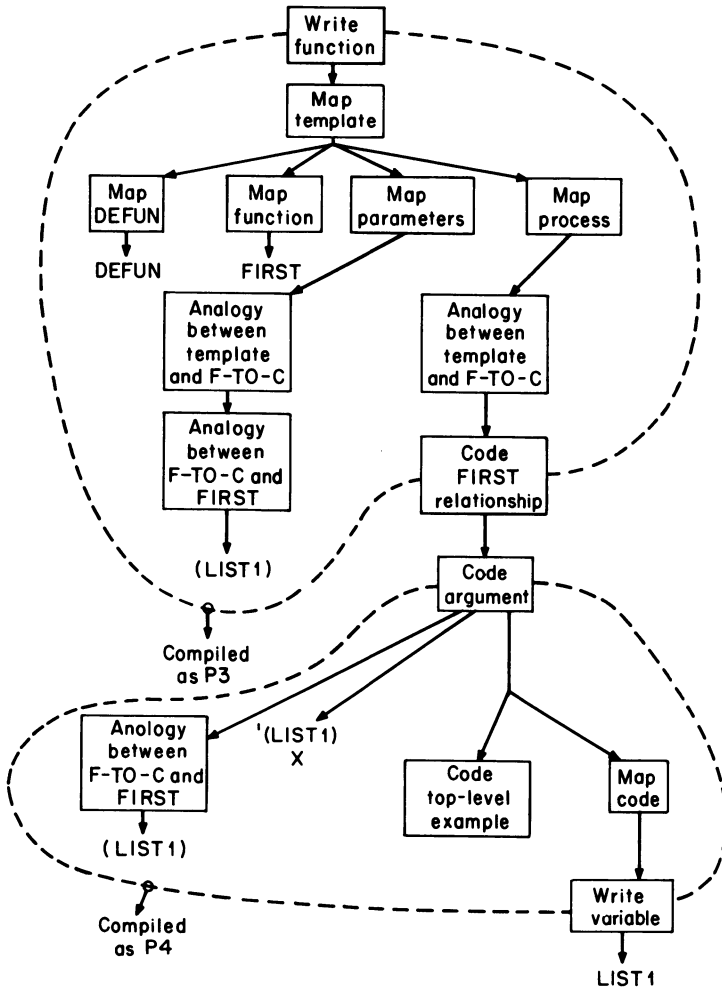 Write
function
Map
template
Map
DEFUN
Map
function
Map
parameters
Map
process
DEFUN
FIRST
Analogy
between
template
and F-TO-C
Analogy
between
template
and F-TO-C
Analogy
between
F-TO-C and
FIRST
Code
FIRST
relationship
(LIST1)
Code
argument
Compiled
as P3
Anology
between
F-TO-C and
FIRST
'(LIST1)
X
Code
top-level
example
Map
code
(LIST1)
Write
variable
Compiled
as P4
LIST1